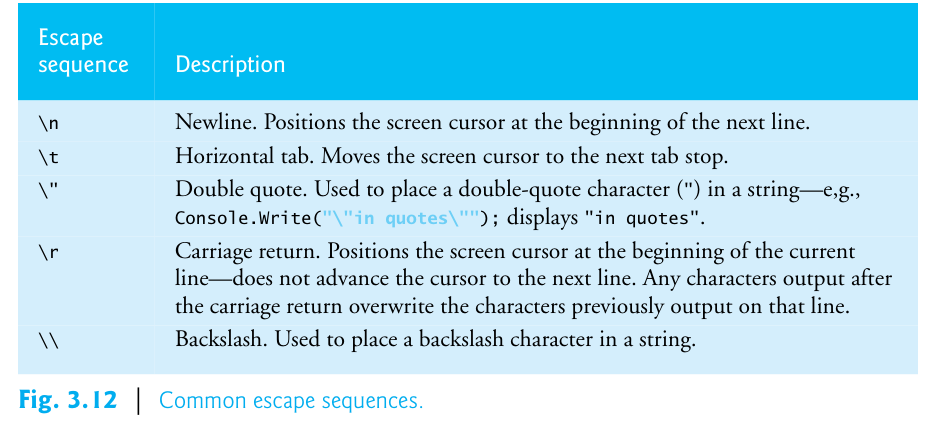 Escape
sequence Description
\n Newline. Positions the screen cursor at the beginning of the next line.
\t Horizontal tab. Moves the screen cursor to the next tab stop.
\" Double quote. Used to place a double-quote character (") in a string—e,g.,
Console.Write("\"in quotes\""); displays "in quotes".
\r Carriage return. Positions the screen cursor at the beginning of the current
line—does not advance the cursor to the next line. Any characters output after
the carriage return overwrite the characters previously output on that line.
\\ Backslash. Used to place a backslash character in a string.
Fig. 3.12 | Common escape sequences.